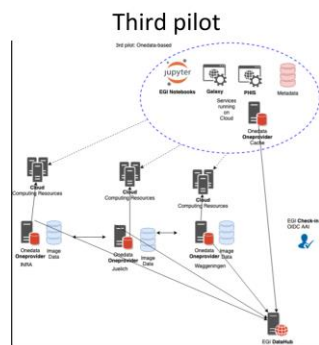 Third pilot
3rd pilot: Onedata-based
jupyter
EGI Notebooks
Galaxy
PHIS
Metadata
Services
running
on
Cloud
Onedata
Oneprovider
Cache
Cloud
Computing Resources
Cloud
Computing Resources
Cloud
Computing Resources
EGI Check-in
OIDC AAI
Onedata
Oneprovider
Image
Data
INRA
Onedata
Oneprovider
Image
Data
Juelich
Onedata
Oneprovider
Image
Data
Weggeningen
EGI DataHub